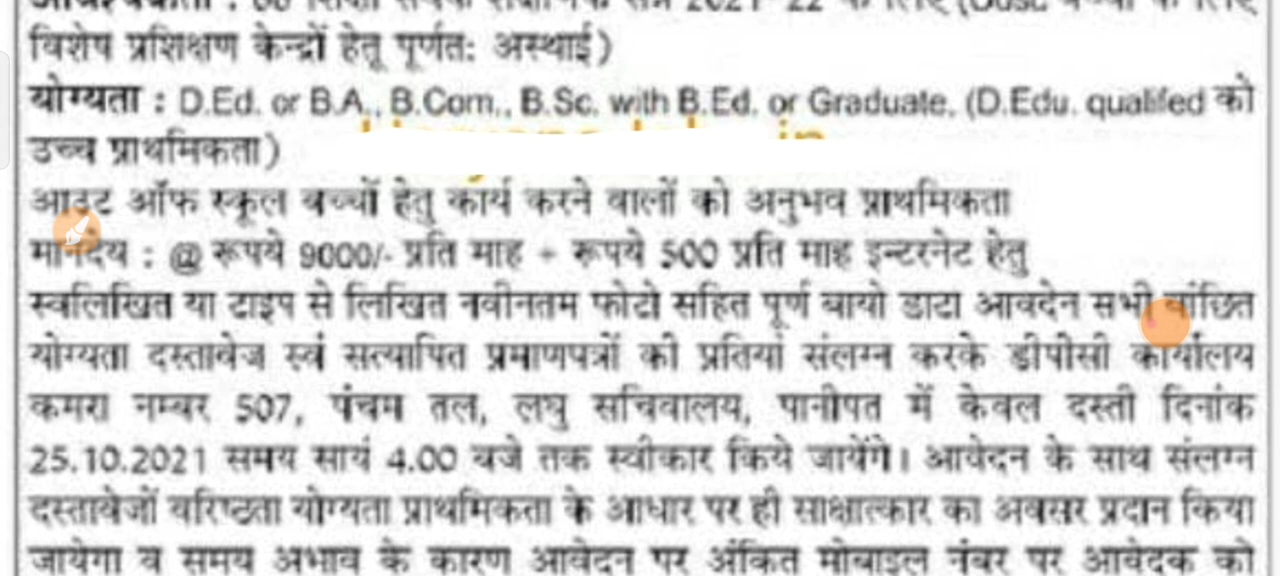 विशेष प्रशिक्षण केन्द्रों हेतू पूर्णत: अस्थाई)
योग्यता : D.Ed. or B.A., B.Com., B.Sc. with B.Ed. or Graduate. (D.Edu. qualifed को
उच्च प्राथमिकता)
आउट ऑफ स्कूल बच्चों हेतु कार्य करने वालों को अनुभव प्राथमिकता
मानदेय : @ रूपये 9000/- प्रति माह + रूपये 500 प्रति माह इन्टरनेट हेतु
स्वलिखित या टाइप से लिखित नवीनतम फोटो सहित पूर्ण बायो डाटा आवदेन सभी वांछित
योग्यता दस्तावेज स्वं सत्यापित प्रमाणपत्रों की प्रतियां संलग्न करके डीपीसी कार्यालय
कमरा नम्बर 507, पंचम तल, लघु सचिवालय, पानीपत में केवल दस्ती दिनांक
25.10.2021 समय सायं 4.00 बजे तक स्वीकार किये जायेंगे। आवेदन के साथ संलग्न
दस्तावेजों वरिष्ठता योग्यता प्राथमिकता के आधार पर ही साक्षात्कार का अवसर प्रदान किया
जायेगा व समय अभाव के कारण आवेदन पर अंकित मोबाइल नंबर पर आवेदक को